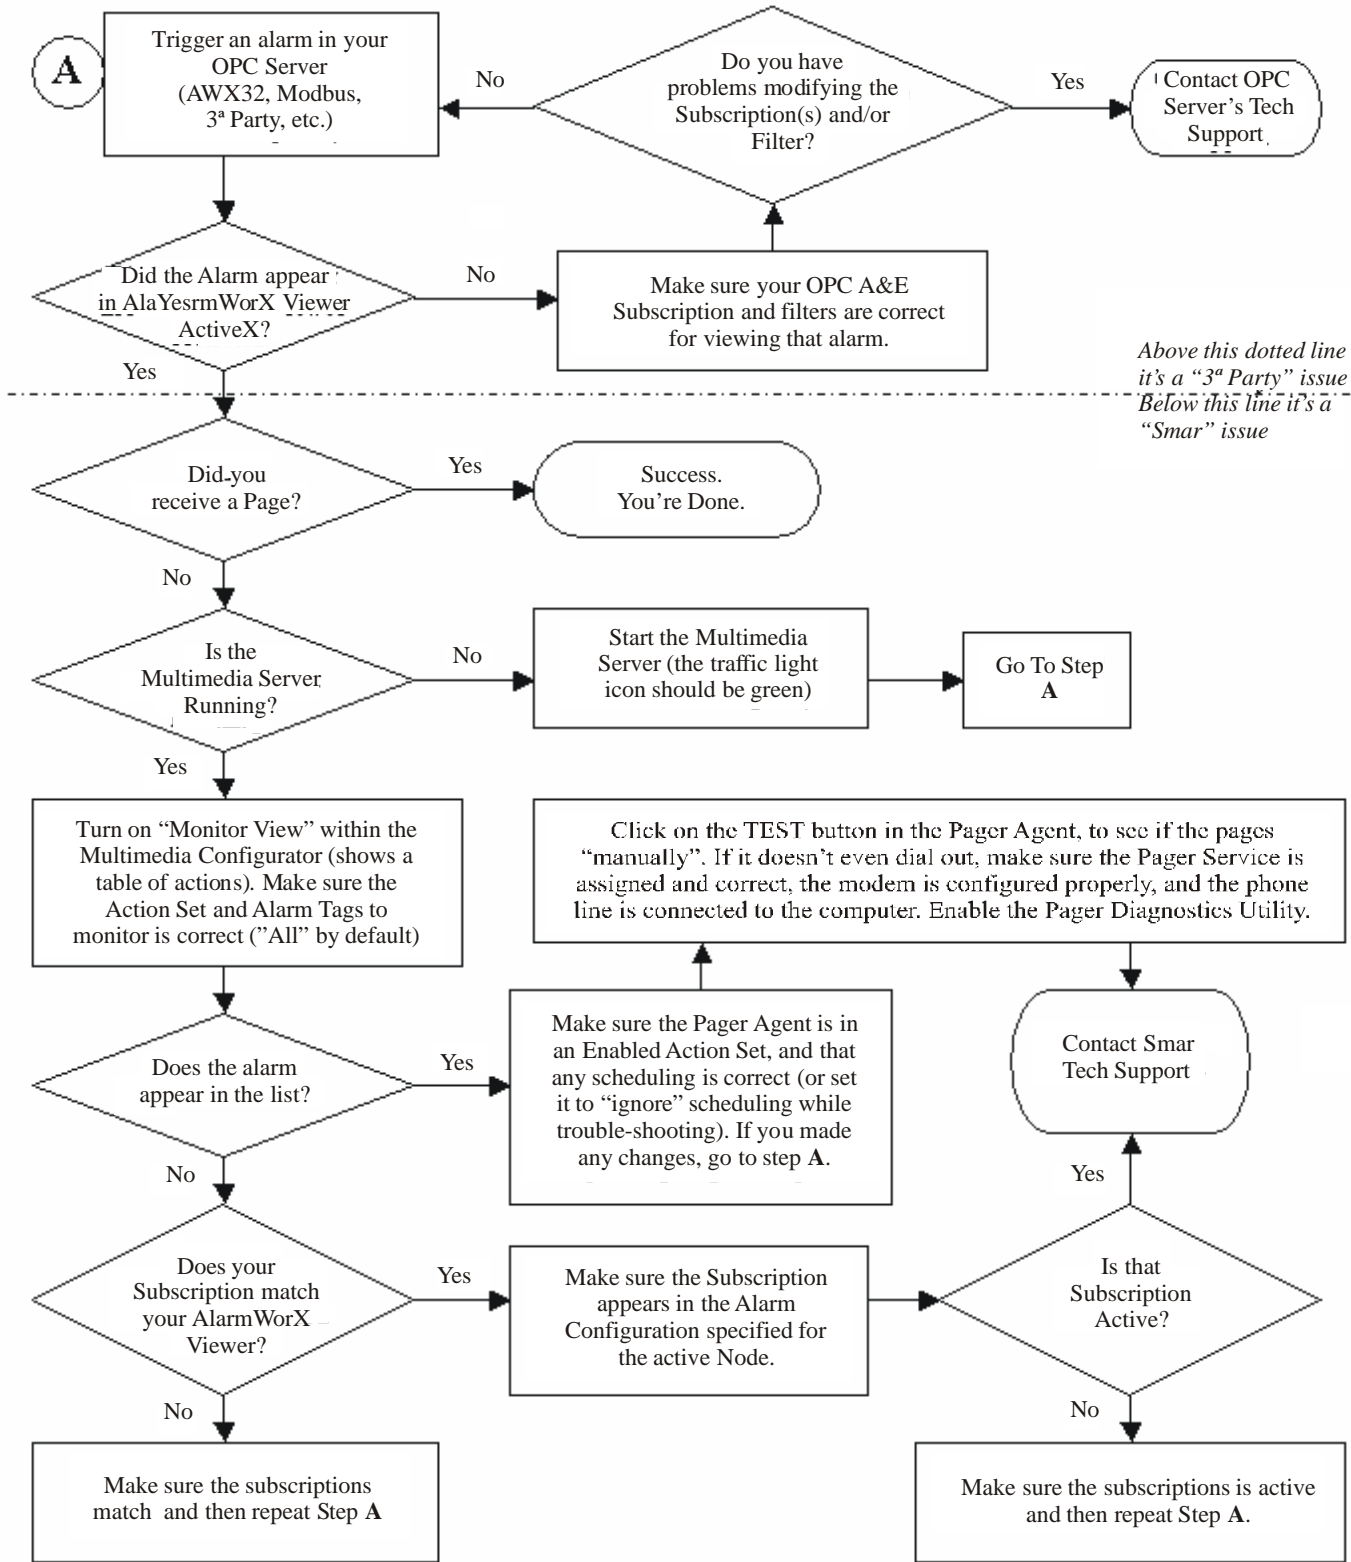 A
Trigger an alarm in your
OPC Server
(AWX32, Modbus,
3ª Party, etc.)
No
Do you have
problems modifying the
Subscription(s) and/or
Filter?
Yes
Contact OPC
Server's Tech
Support
Did the Alarm appear
in AlaYesrmWorX Viewer
ActiveX?
No
Make sure your OPC A&E
Subscription and filters are correct
for viewing that alarm.
Yes
Above this dotted line
it's a “3ª Party” issue
Below this line it's a
“Smar” issue
Did you
receive a Page?
Yes
Success.
You're Done.
No
Is the
Multimedia Server
Running?
No
Start the Multimedia
Server (the traffic light
icon should be green)
Go To Step
A
Yes
Turn on “Monitor View” within the
Multimedia Configurator (shows a
table of actions). Make sure the
Action Set and Alarm Tags to
monitor is correct (”All” by default)
Click on the TEST button in the Pager Agent, to see if the pages
“manually”. If it doesn't even dial out, make sure the Pager Service is
assigned and correct, the modem is configured properly, and the phone
line is connected to the computer. Enable the Pager Diagnostics Utility.
Does the alarm
appear in the list?
Yes
Make sure the Pager Agent is in
an Enabled Action Set, and that
any scheduling is correct (or set
it to “ignore” scheduling while
trouble-shooting). If you made
any changes, go to step A.
Contact Smar
Tech Support
No
Yes
Does your
Subscription match
your AlarmWorX
Viewer?
Yes
Make sure the Subscription
appears in the Alarm
Configuration specified for
the active Node.
Is that
Subscription
Active?
No
No
Make sure the subscriptions
match and then repeat Step A
Make sure the subscriptions is active
and then repeat Step A.